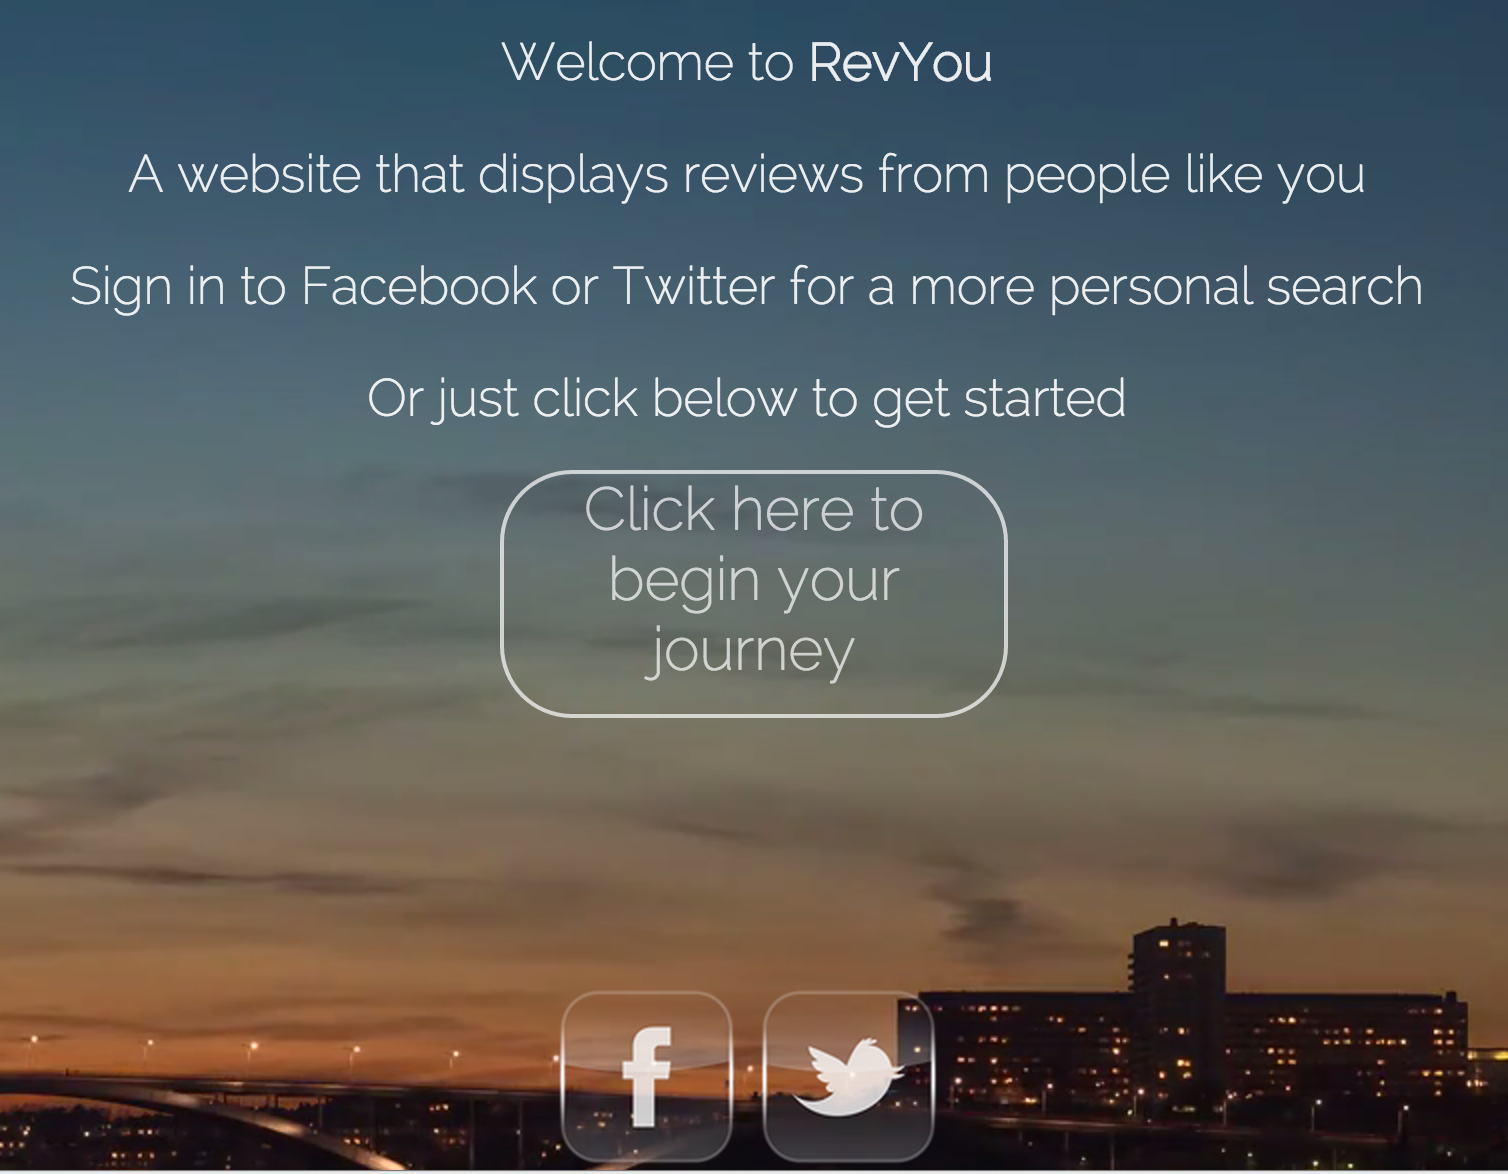 Welcome to RevYou
A website that displays reviews from people like you
Sign in to Facebook or Twitter for a more personal search
Or just click below to get started
Click here to
begin your
journey